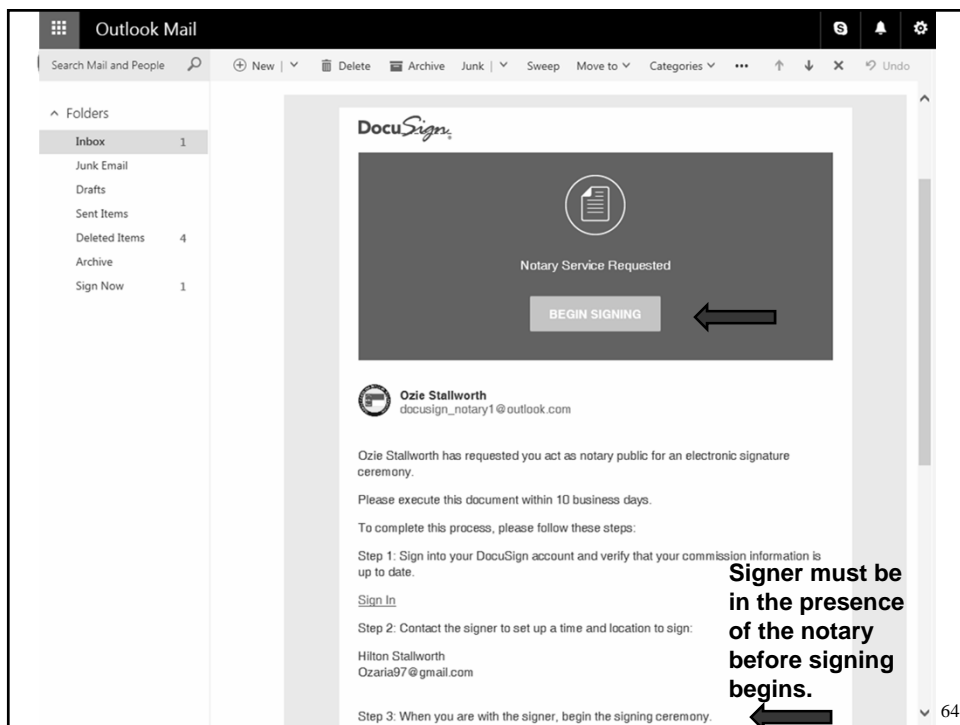 Outlook Mail
Search Mail and People
New | Delete Archive Junk | Sweep Move to Categories ... Undo
Folders
Inbox 1
Junk Email
Drafts
Sent Items
Deleted Items 4
Archive
Sign Now 1
DocuSign
Notary Service Requested
BEGIN SIGNING
Ozie Stallworth
docusign_notary1@outlook.com
Ozie Stallworth has requested you act as notary public for an electronic signature
ceremony.
Please execute this document within 10 business days.
To complete this process, please follow these steps:
Step 1: Sign into your DocuSign account and verify that your commission information is
up to date.
Sign In
Step 2: Contact the signer to set up a time and location to sign:
Hilton Stallworth
Ozaria97@gmail.com
Step 3: When you are with the signer, begin the signing ceremony.
Signer must be
in the presence
of the notary
before signing
begins.
64